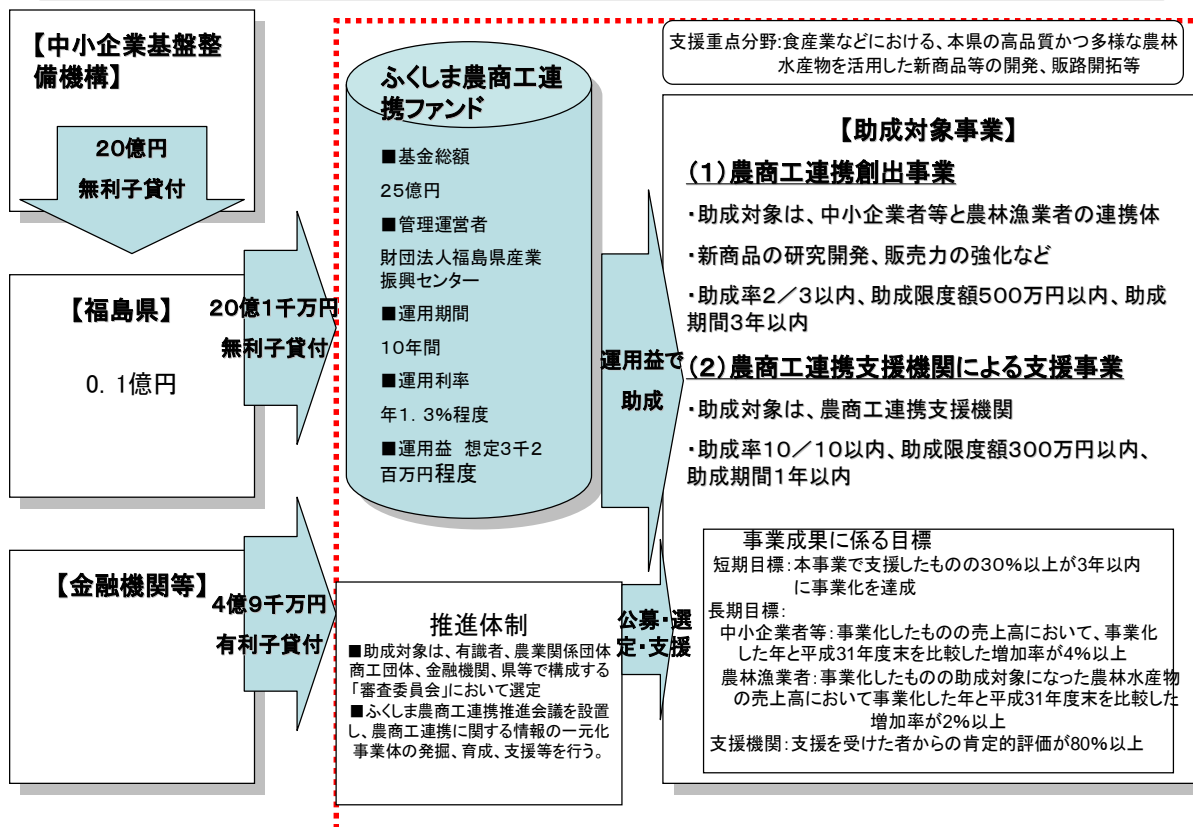 【中小企業基盤整
備機構】
20億円
無利子貸付
【福島県】
0.1億円
【金融機関等】
20億1千万円
無利子貸付
4億9千万円
有利子貸付
ふくしま農商工連
携ファンド
■基金総額
25億円
■管理運営者
財団法人福島県産業
振興センター
■運用期間
10年間
■運用利率
年1.3%程度
■運用益 想定3千2
百万円程度
推進体制
■助成対象は、有識者、農業関係団体
商工団体、金融機関、県等で構成する
「審査委員会」において選定
■ふくしま農商工連携推進会議を設置
し、農商工連携に関する情報の一元化
事業体の発掘、育成、支援等を行う。
運用益で
助成
公募・選
定・支援
支援重点分野:食産業などにおける、本県の高品質かつ多様な農林
水産物を活用した新商品等の開発、販路開拓等
【助成対象事業】
(1)農商工連携創出事業
・助成対象は、中小企業者等と農林漁業者の連携体
・新商品の研究開発、販売力の強化など
・助成率2/3以内、助成限度額500万円以内、助成
期間3年以内
(2)農商工連携支援機関による支援事業
・助成対象は、農商工連携支援機関
・助成率10/10以内、助成限度額300万円以内、
助成期間1年以内
事業成果に係る目標
短期目標:本事業で支援したものの30%以上が3年以内
に事業化を達成
長期目標:
中小企業者等:事業化したものの売上高において、事業化
した年と平成31年度末を比較した増加率が4%以上
農林漁業者:事業化したものの助成対象になった農林水産物
の売上高において事業化した年と平成31年度末を比較した
増加率が2%以上
支援機関:支援を受けた者からの肯定的評価が80%以上